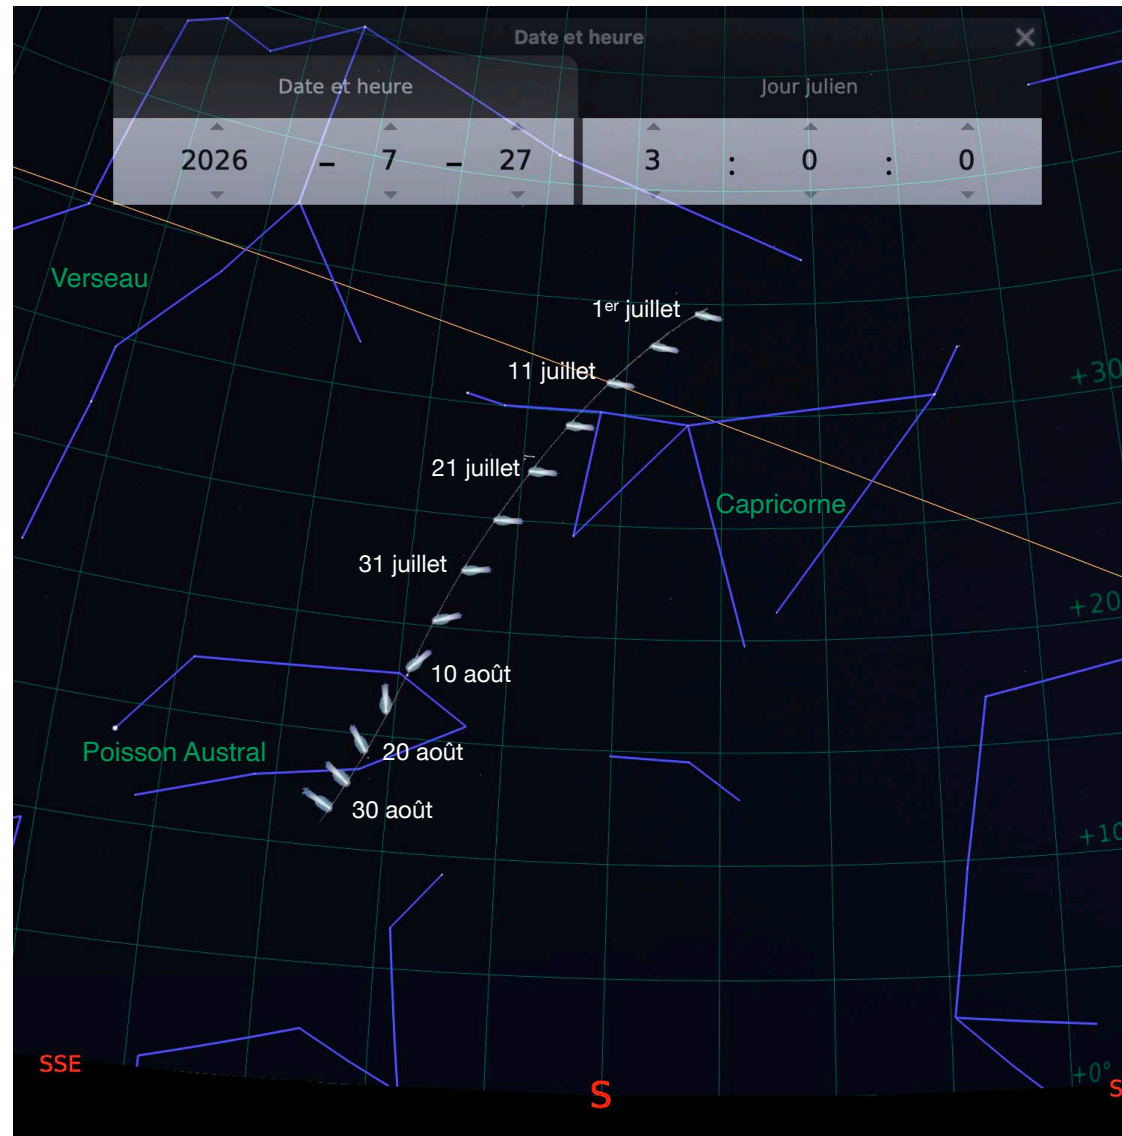 Date et heure
Date et heure
Jour julien
2026 – 7 – 27 3 : 0 : 0
Verseau
1er juillet
11 juillet
+30
21 juillet
Capricorne
31 juillet
+20
10 août
Poisson Austral
20 août
30 août
+10
SSE
S
+0°
S